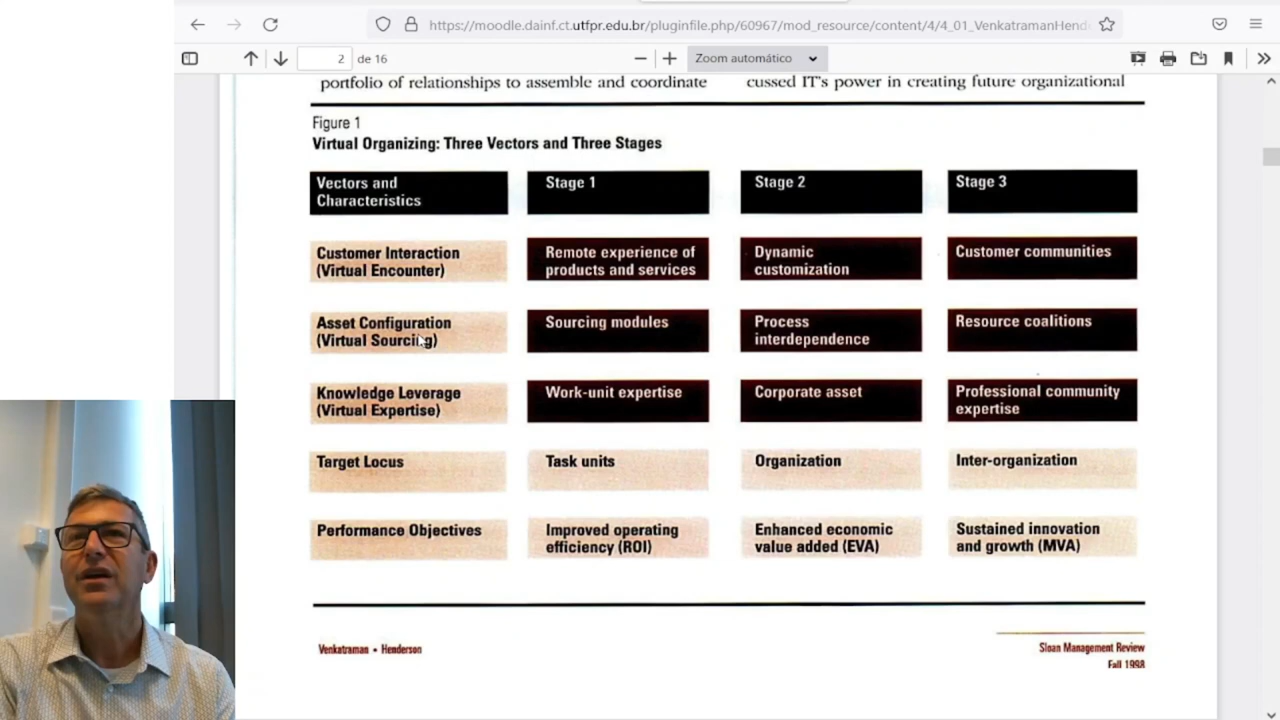 https://moodle.dainf.ct.utfpr.edu.br/pluginfile.php/60967/mod_resource/content/4/4_01_VenkatramanHend
2 de 16
Zoom automático
portfolio of relationships to assemble and coordinate
cussed IT's power in creating future organizational
Figure 1
Virtual Organizing: Three Vectors and Three Stages
Vectors and
Characteristics
Stage 1
Stage 2
Stage 3
Customer Interaction
(Virtual Encounter)
Remote experience of
products and services
Dynamic
customization
Customer communities
Asset Configuration
(Virtual Sourcing)
Sourcing modules
Process
interdependence
Resource coalitions
Knowledge Leverage
(Virtual Expertise)
Work-unit expertise
Corporate asset
Professional community
expertise
Target Locus
Task units
Organization
Inter-organization
Performance Objectives
Improved operating
efficiency (ROI)
Enhanced economic
value added (EVA)
Sustained innovation
and growth (MVA)
Venkatraman • Henderson
Sloan Management Review
Fall 1998